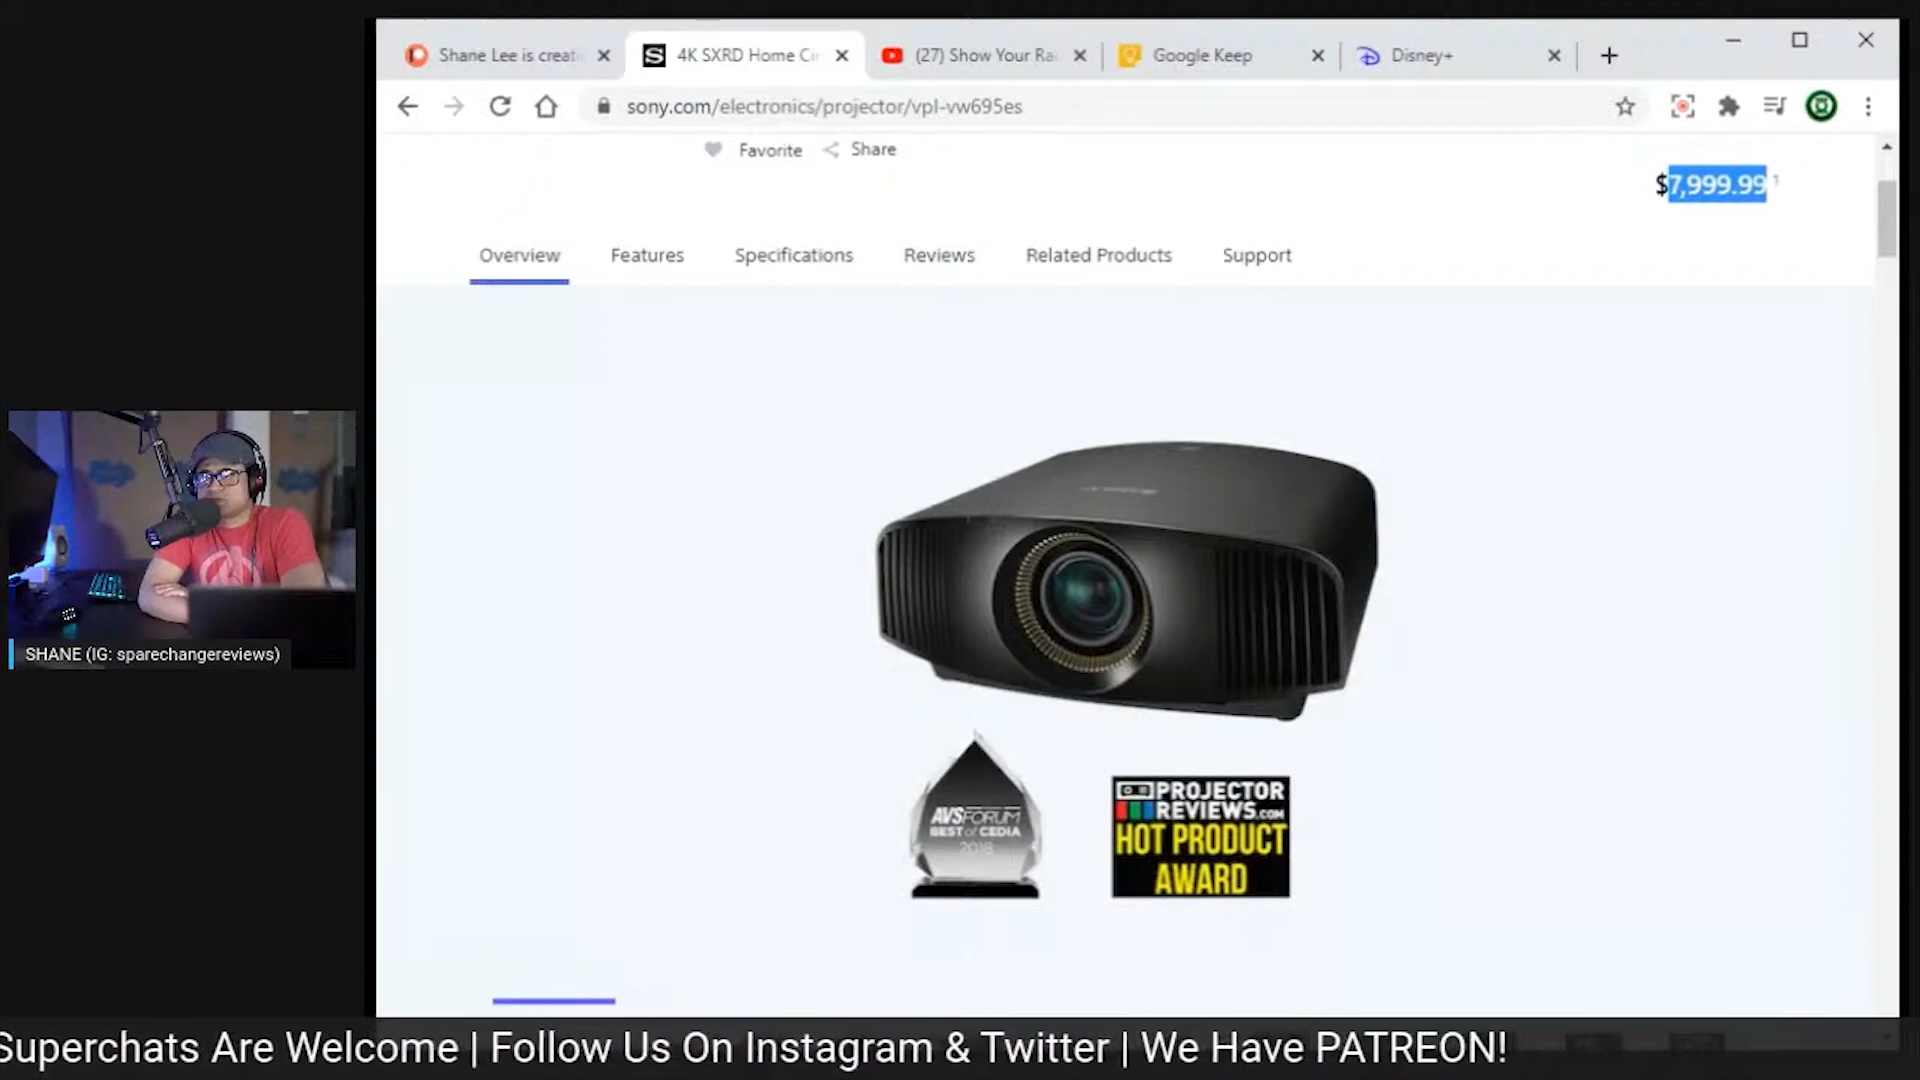 Shane Lee is creati
4K SXRD Home Ci
(27) Show Your Ra
Google Keep
Disney+
sony.com/electronics/projector/vpl-vw695es
Favorite
Share
$7,999.99
Overview
Features
Specifications
Reviews
Related Products
Support
AVSFORUM
BEST of CEDIA
2018
PROJECTOR
REVIEWS.COM
HOT PRODUCT
AWARD
SHANE (IG: sparechangereviews)
Superchats Are Welcome | Follow Us On Instagram & Twitter | We Have PATREON!